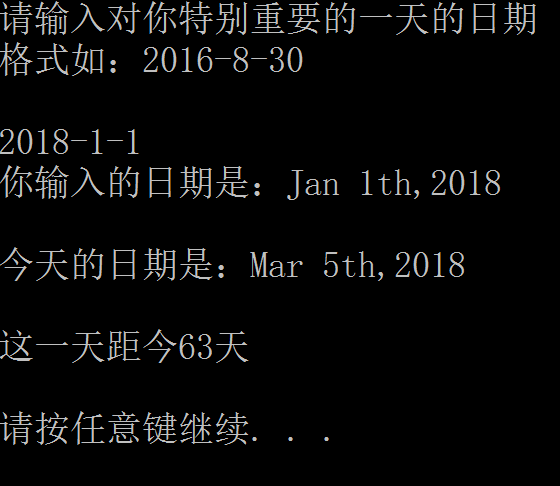 请输入对你特别重要的一天的日期
格式如：2016-8-30
2018-1-1
你输入的日期是：Jan 1th,2018
今天的日期是：Mar 5th,2018
这一天距今63天
请按任意键继续. . .